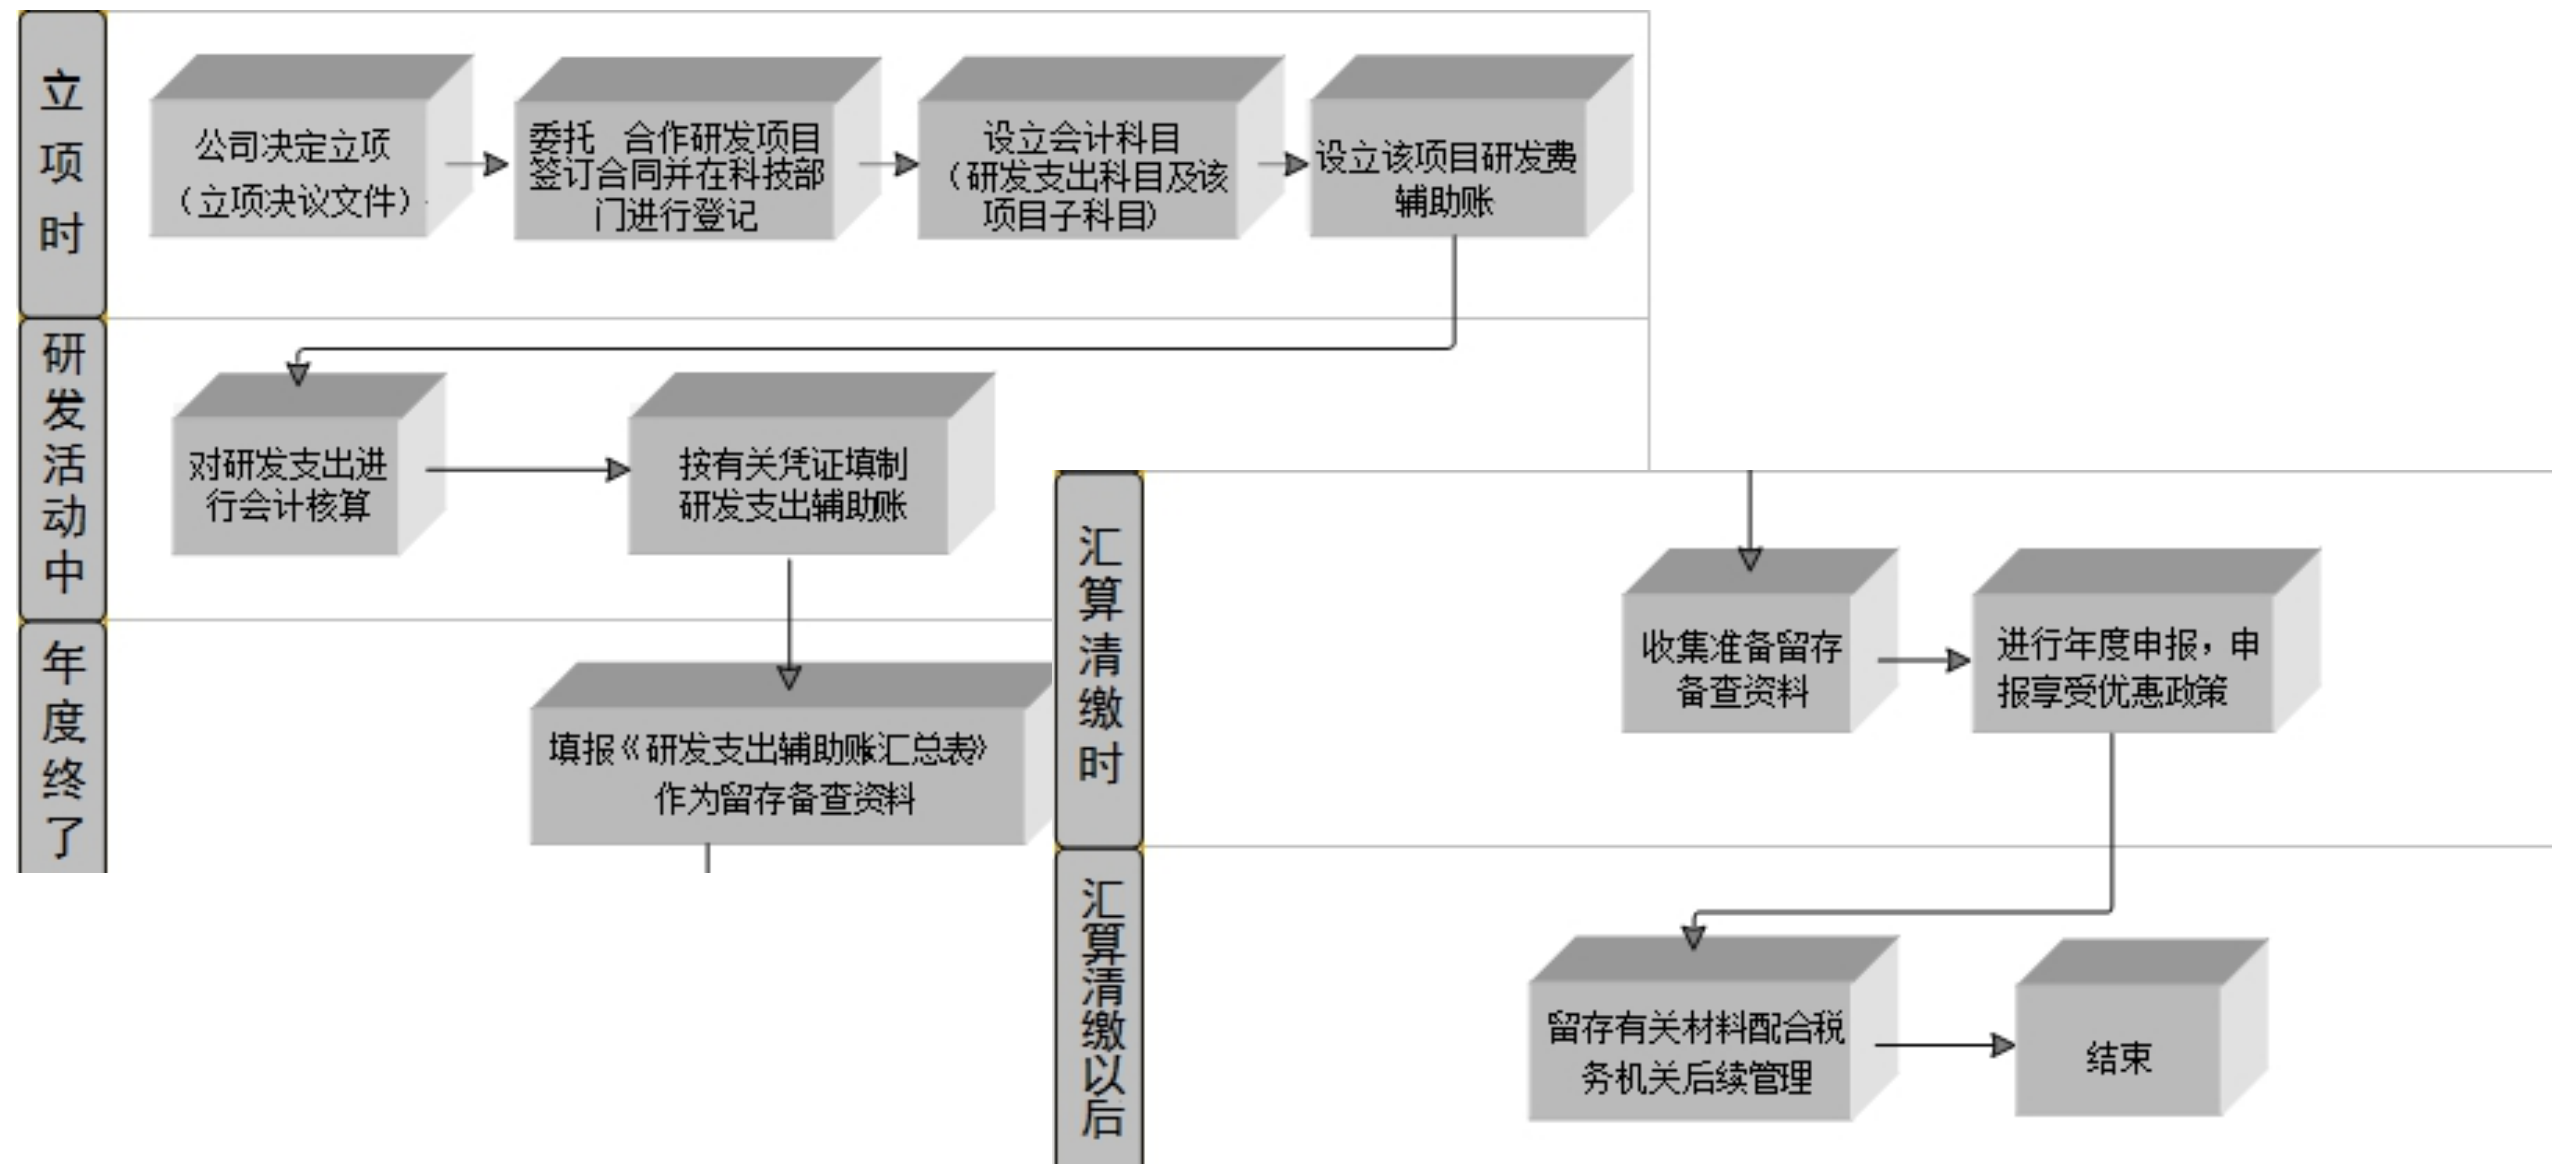 立项时
公司决定立项
（立项决议文件）
委托 合作研发项目
签订合同并在科技部
门进行登记
设立会计科目
（研发支出科目及该
项目子科目）
设立该项目研发费
辅助账
研发活动中
对研发支出进
行会计核算
按有关凭证填制
研发支出辅助账
年度终了
填报《研发支出辅助账汇总表》
作为留存备查资料
汇算清缴时
收集准备留存
备查资料
进行年度申报，申
报享受优惠政策
汇算清缴以后
留存有关材料配合税
务机关后续管理
结束